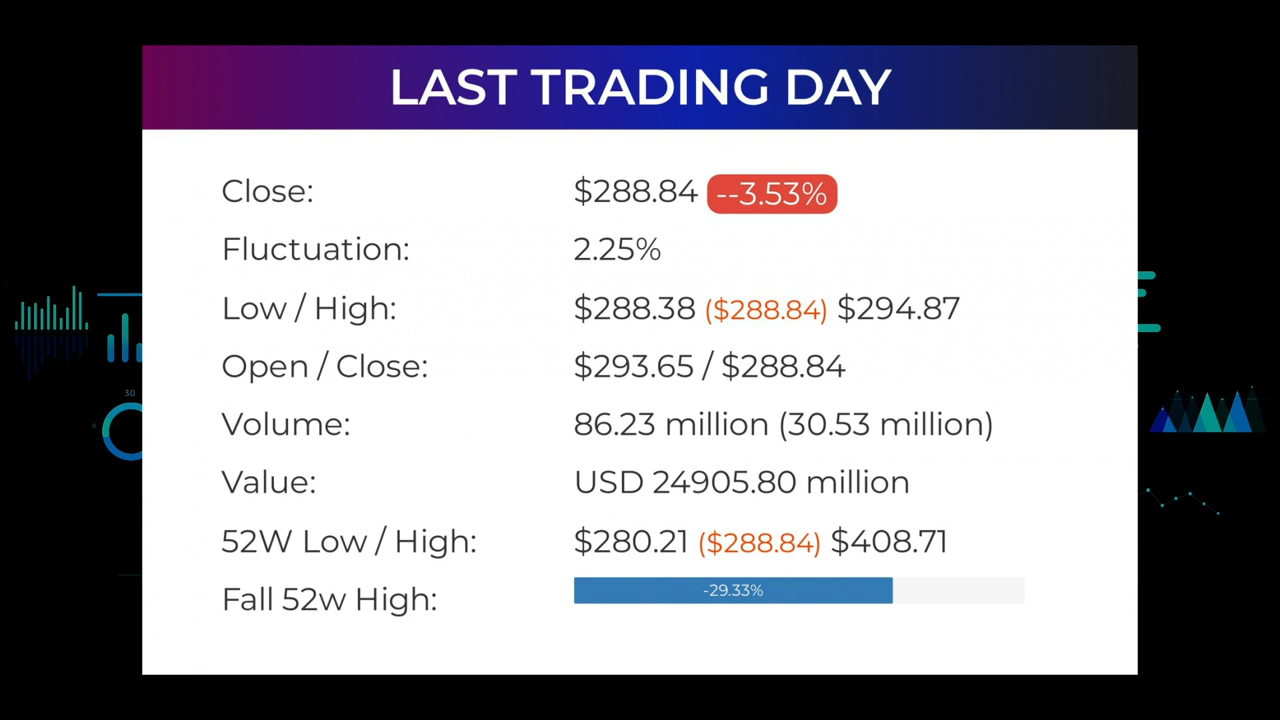 LAST TRADING DAY
Close: $288.84 --3.53%
Fluctuation: 2.25%
Low / High: $288.38 ($288.84) $294.87
Open / Close: $293.65 / $288.84
Volume: 86.23 million (30.53 million)
Value: USD 24905.80 million
52W Low / High: $280.21 ($288.84) $408.71
Fall 52w High: -29.33%
30